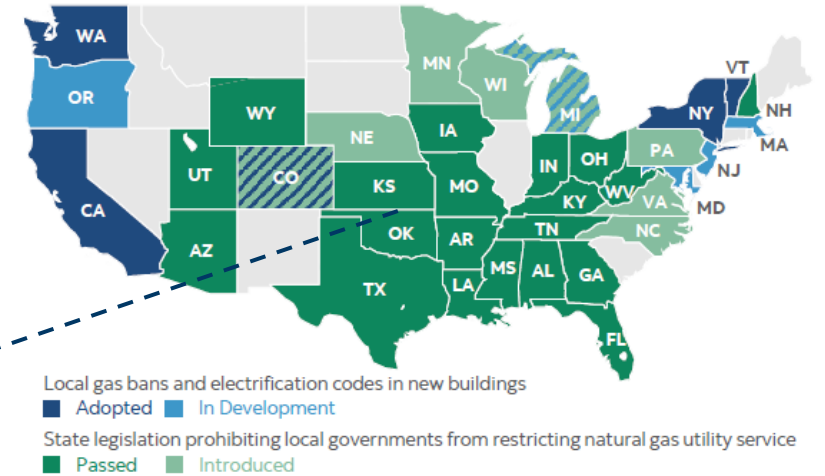 WA
VT
MN
WI
OR
MI
NY
NH
WY
IA
MA
NE
PA
OH
IN
NJ
UT
CO
KS
MO
WV
VA
KY
MD
CA
NC
TN
OK
AR
AZ
MS
AL
GA
LA
TX
FL
Local gas bans and electrification codes in new buildings
Adopted In Development
State legislation prohibiting local governments from restricting natural gas utility service
Passed Introduced